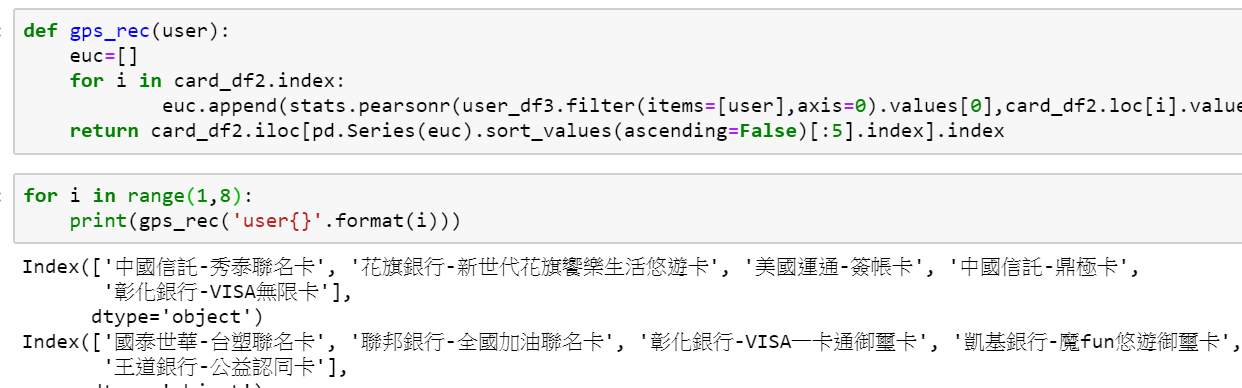 def gps_rec(user):
    euc=[]
    for i in card_df2.index:
            euc.append(stats.pearsonr(user_df3.filter(items=[user],axis=0).values[0],card_df2.loc[i].value
    return card_df2.iloc[pd.Series(euc).sort_values(ascending=False)[:5].index].index
for i in range(1,8):
    print(gps_rec('user{}'.format(i)))
Index(['中國信託-秀泰聯名卡', '花旗銀行-新世代花旗饗樂生活悠遊卡', '美國運通-簽帳卡', '中國信託-鼎極卡',
       '彰化銀行-VISA無限卡'],
      dtype='object')
Index(['國泰世華-台塑聯名卡', '聯邦銀行-全國加油聯名卡', '彰化銀行-VISA一卡通御璽卡', '凱基銀行-魔fun悠遊御璽卡',
       '王道銀行-公益認同卡'],
      dtype='object')